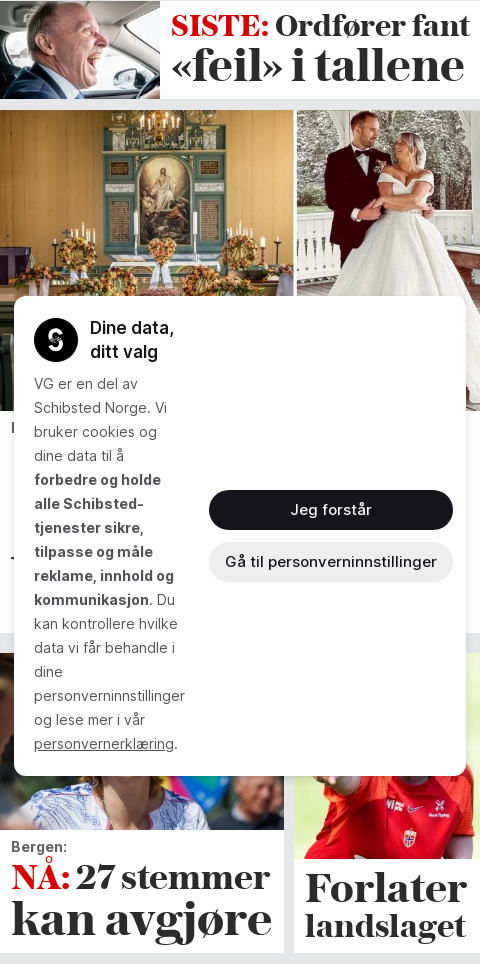 SISTE: Ordfører fant
«feil» i tallene
Dine data,
ditt valg
VG er en del av
Schibsted Norge. Vi
bruker cookies og
dine data til å
forbedre og holde
alle Schibsted-
tjenester sikre,
tilpasse og måle
reklame, innhold og
kommunikasjon. Du
kan kontrollere hvilke
data vi får behandle i
dine
personverninnstillinger
og lese mer i vår
personvernerklæring.
Jeg forstår
Gå til personverninnstillinger
Norsk Tipping
Bergen:
NÅ: 27 stemmer
kan avgjøre
Forlater
landslaget